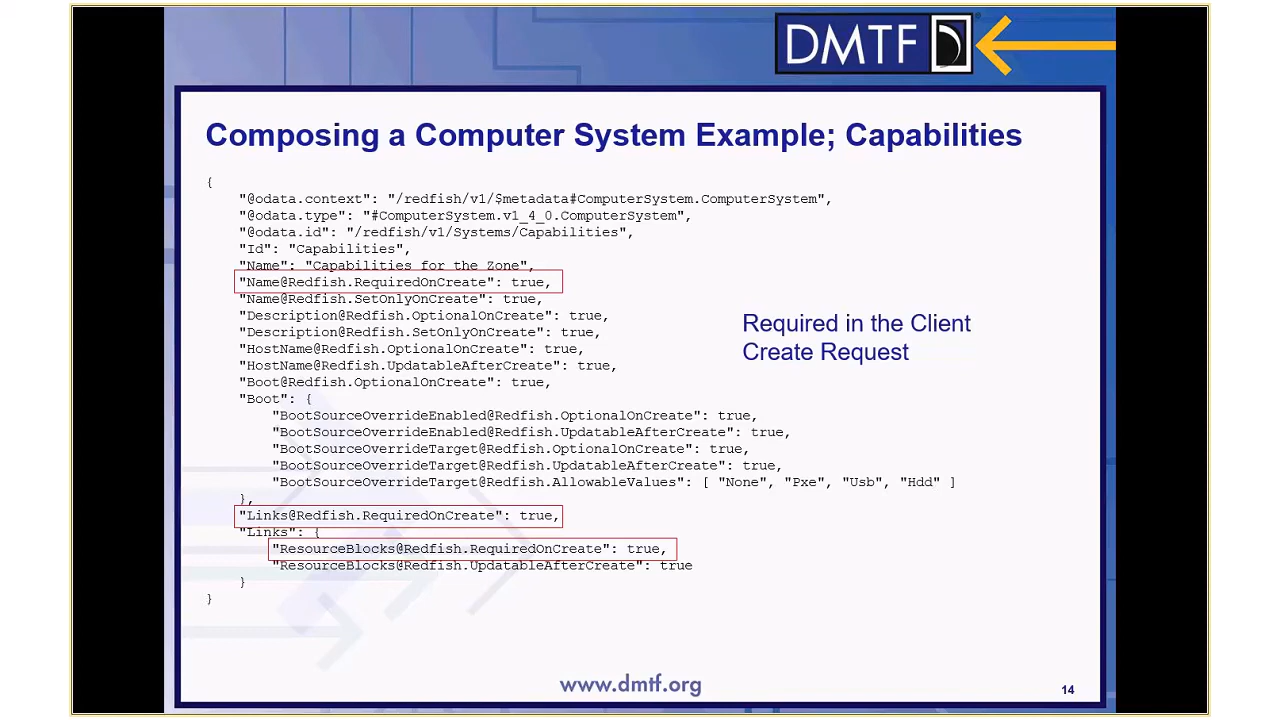 DMTF
Composing a Computer System Example; Capabilities
{
"@odata.context": "/redfish/v1/$metadata#ComputerSystem.ComputerSystem",
"@odata.type": "#ComputerSystem.v1_4_0.ComputerSystem",
"@odata.id": "/redfish/v1/Systems/Capabilities",
"Id": "Capabilities",
"Name": "Capabilities for the Zone",
"Name@Redfish.RequiredOnCreate": true,
"Name@Redfish.SetOnlyOnCreate": true,
"Description@Redfish.OptionalOnCreate": true,
"Description@Redfish.SetOnlyOnCreate": true,
"HostName@Redfish.OptionalOnCreate": true,
"HostName@Redfish.UpdatableAfterCreate": true,
"Boot@Redfish.OptionalOnCreate": true,
"Boot": {
"BootSourceOverrideEnabled@Redfish.OptionalOnCreate": true,
"BootSourceOverrideEnabled@Redfish.UpdatableAfterCreate": true,
"BootSourceOverrideTarget@Redfish.OptionalOnCreate": true,
"BootSourceOverrideTarget@Redfish.UpdatableAfterCreate": true,
"BootSourceOverrideTarget@Redfish.AllowableValues": [ "None", "Pxe", "Usb", "Hdd" ]
},
"Links@Redfish.RequiredOnCreate": true,
"Links": {
"ResourceBlocks@Redfish.RequiredOnCreate": true,
"ResourceBlocks@Redfish.UpdatableAfterCreate": true
}
}
Required in the Client
Create Request
www.dmtf.org
14